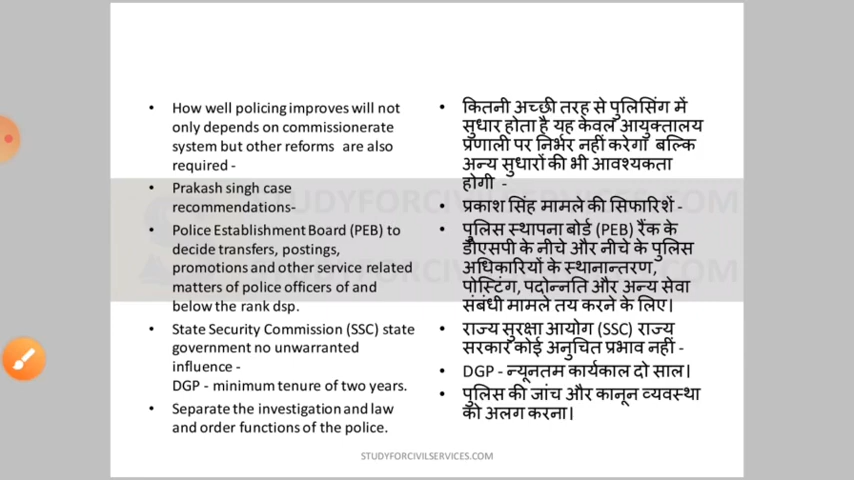 • How well policing improves will not
only depends on commissionerate
system but other reforms are also
required -
• Prakash singh case
recommendations-
• Police Establishment Board (PEB) to
decide transfers, postings,
promotions and other service related
matters of police officers of and
below the rank dsp.
• State Security Commission (SSC) state
government no unwarranted
influence -
DGP - minimum tenure of two years.
• Separate the investigation and law
and order functions of the police.
• कितनी अच्छी तरह से पुलिसिंग में
सुधार होता है यह केवल आयुक्तालय
प्रणाली पर निर्भर नहीं करेगा बल्कि
अन्य सुधारों की भी आवश्यकता
होगी -
• प्रकाश सिंह मामले की सिफारिशें -
• पुलिस स्थापना बोर्ड (PEB) रैंक के
डीएसपी के नीचे और नीचे के पुलिस
अधिकारियों के स्थानान्तरण,
पोस्टिंग, पदोन्नति और अन्य सेवा
संबंधी मामले तय करने के लिए।
• राज्य सुरक्षा आयोग (SSC) राज्य
सरकार कोई अनुचित प्रभाव नहीं -
• DGP - न्यूनतम कार्यकाल दो साल।
• पुलिस की जांच और कानून व्यवस्था
को अलग करना।
STUDYFORCIVILSERVICES.COM